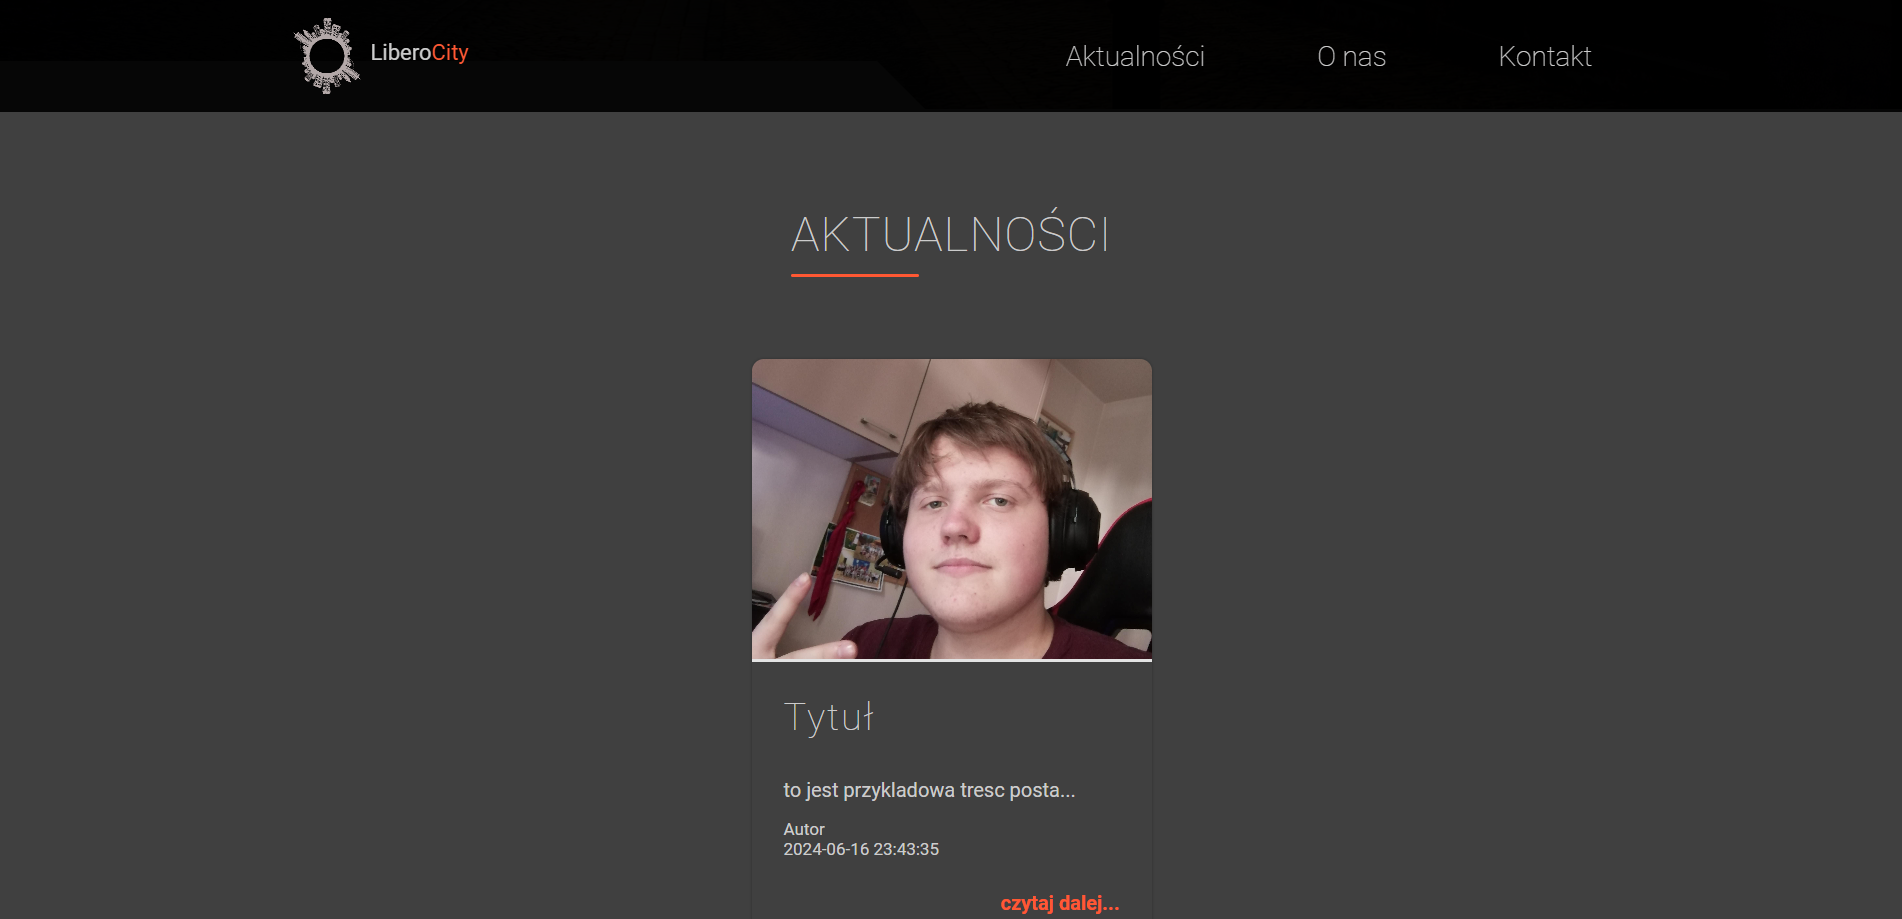 LiberoCity
Aktualności
O nas
Kontakt
AKTUALNOŚCI
Tytuł
to jest przykladowa tresc posta...
Autor
2024-06-16 23:43:35
czytaj dalej...